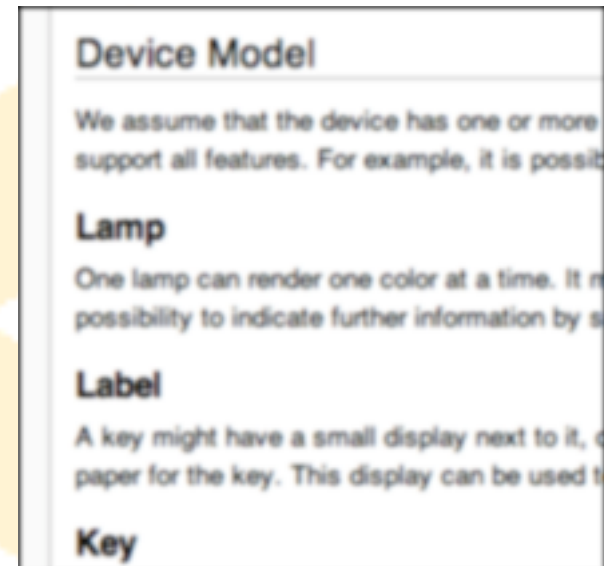 Device Model
We assume that the device has one or more
support all features. For example, it is possib
Lamp
One lamp can render one color at a time. It
possibility to indicate further information by s
Label
A key might have a small display next to it,
paper for the key. This display can be used t
Key